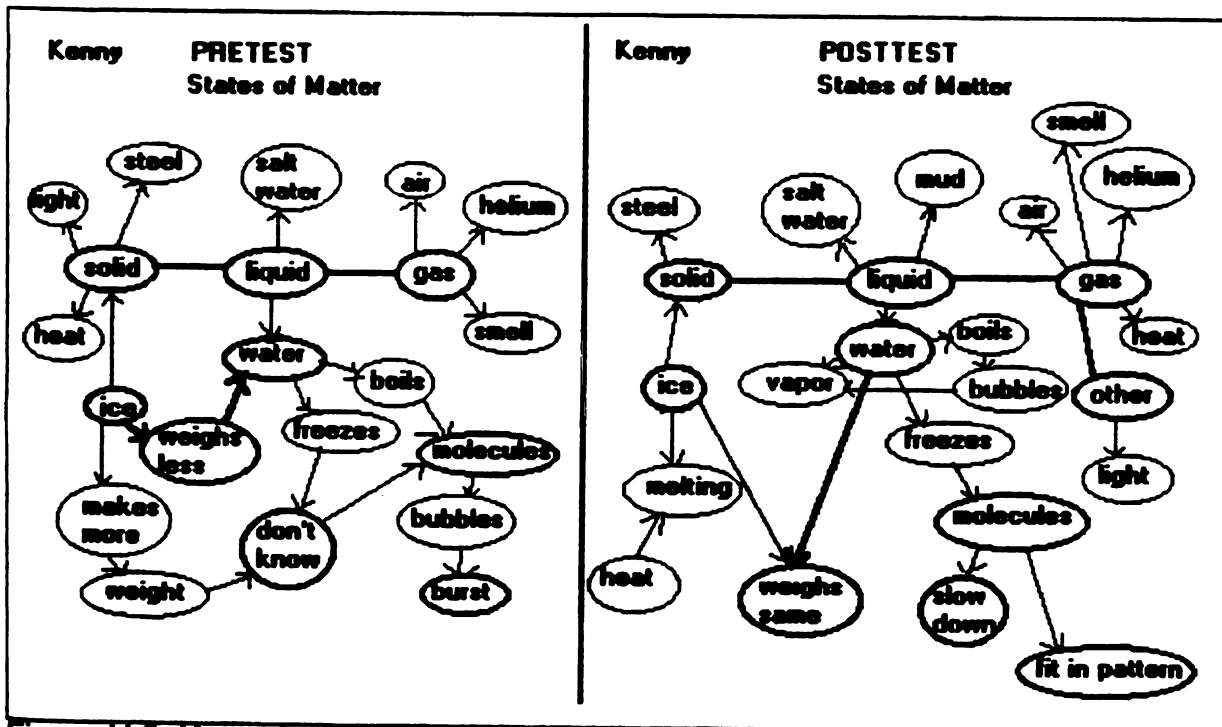 Kenny PRETEST
States of Matter
steel
salt
water
air
light
helium
solid
liquid
gas
heat
smell
water
boils
ice
weighs
less
freezes
molecules
makes
more
don't
know
bubbles
weight
burst
Kenny POSTTEST
States of Matter
smell
mud
helium
steel
salt
water
air
solid
liquid
gas
boils
heat
water
ice
vapor
bubbles
other
freezes
light
melting
molecules
heat
weighs
same
slow
down
fit in pattern